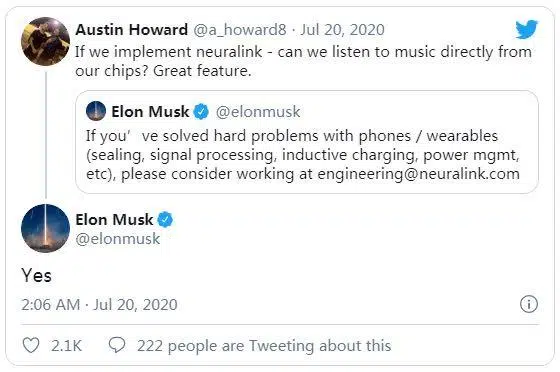 Austin Howard @a_howard8 · Jul 20, 2020
If we implement neuralink - can we listen to music directly from
our chips? Great feature.
Elon Musk @elonmusk
If you' ve solved hard problems with phones / wearables
(sealing, signal processing, inductive charging, power mgmt,
etc), please consider working at engineering@neuralink.com
Elon Musk
@elonmusk
Yes
2:06 AM · Jul 20, 2020
2.1K 222 people are Tweeting about this